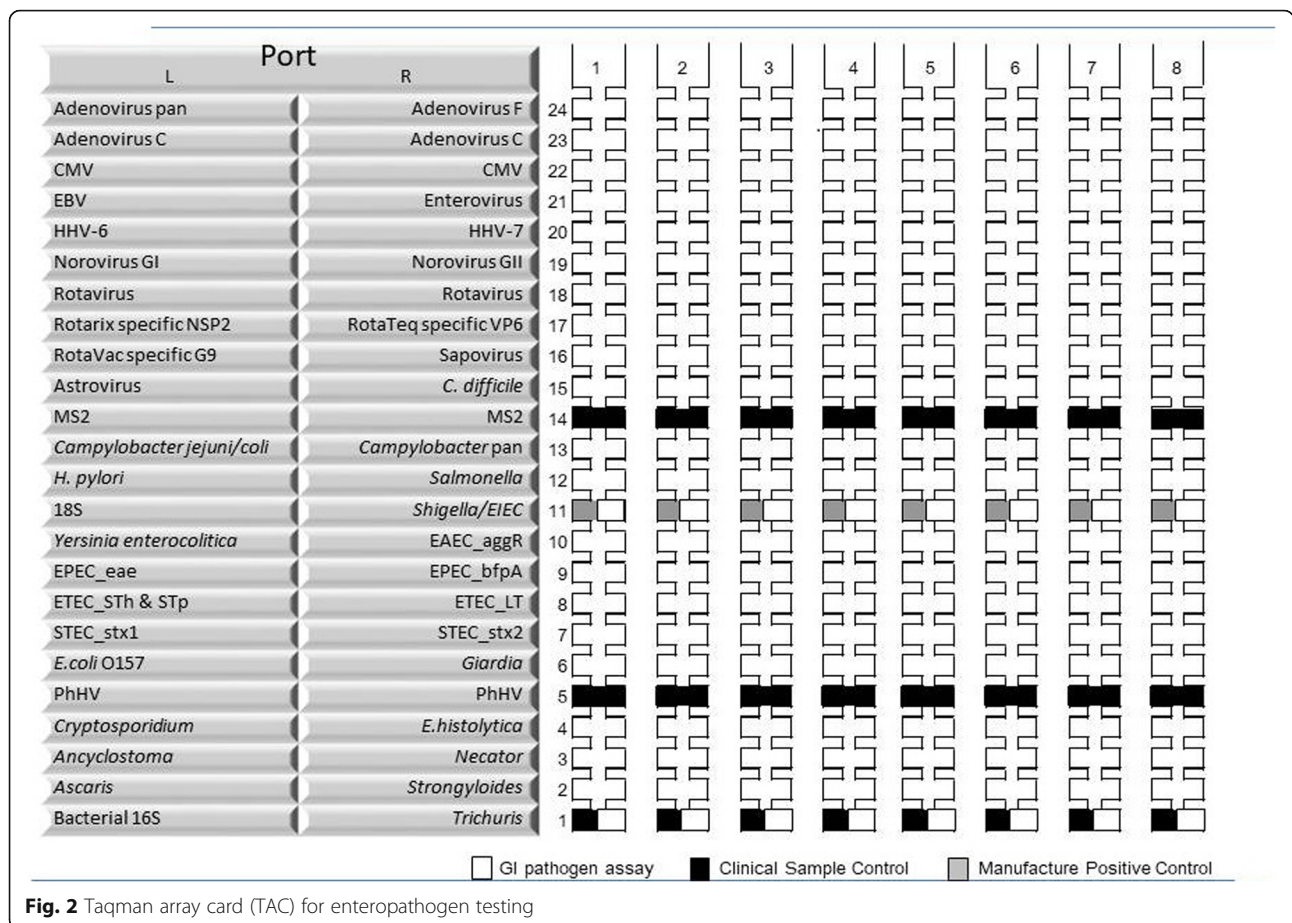 Port
L R
1 2 3 4 5 6 7 8
Adenovirus pan Adenovirus F 24
Adenovirus C Adenovirus C 23
CMV CMV 22
EBV Enterovirus 21
HHV-6 HHV-7 20
Norovirus GI Norovirus GII 19
Rotavirus Rotavirus 18
Rotarix specific NSP2 RotaTeq specific VP6 17
RotaVac specific G9 Sapovirus 16
Astrovirus C. difficile 15
MS2 MS2 14
Campylobacter jejuni/coli Campylobacter pan 13
H. pylori Salmonella 12
18S Shigella/EIEC 11
Yersinia enterocolitica EAEC_aggR 10
EPEC_eae EPEC_bfpA 9
ETEC_STh & STp ETEC_LT 8
STEC_stx1 STEC_stx2 7
E.coli O157 Giardia 6
PhHV PhHV 5
Cryptosporidium E.histolytica 4
Ancyclostoma Necator 3
Ascaris Strongyloides 2
Bacterial 16S Trichuris 1
GI pathogen assay Clinical Sample Control Manufacture Positive Control
Fig. 2 Taqman array card (TAC) for enteropathogen testing